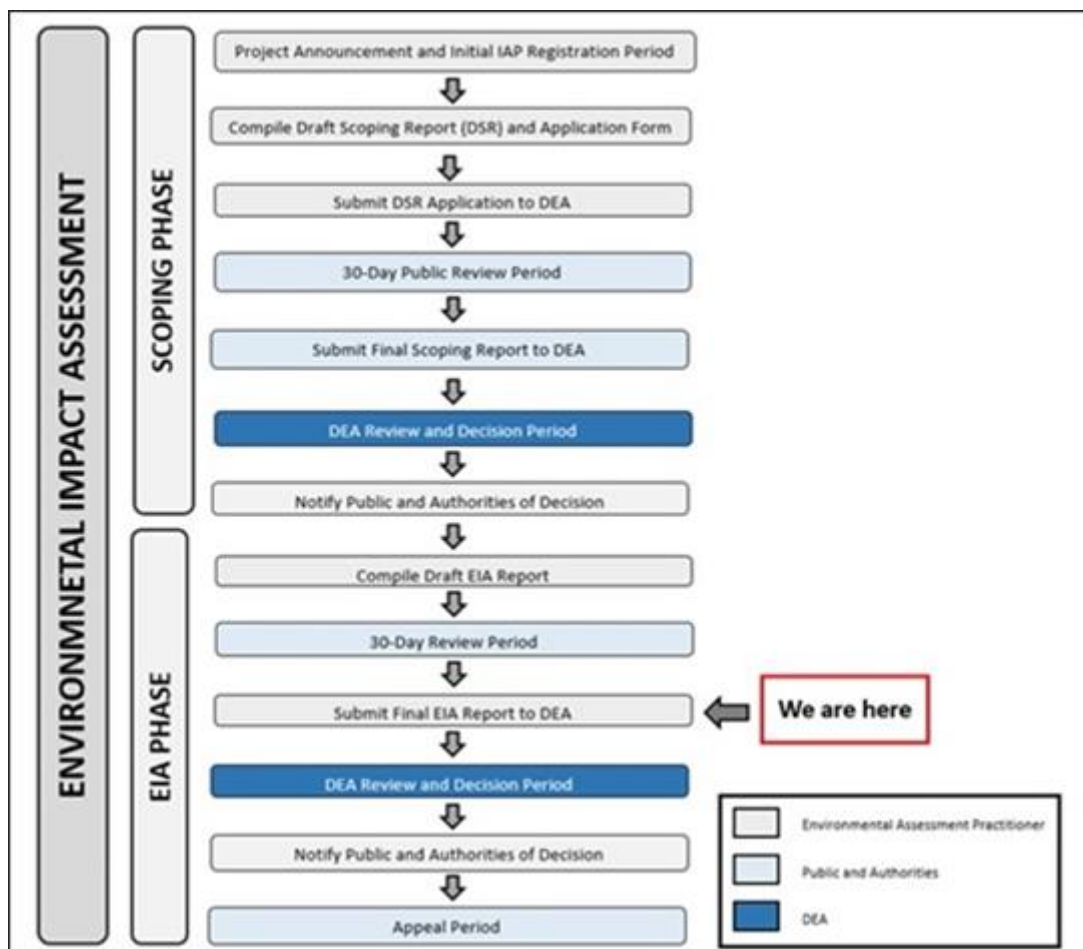 ENVIRONMNETAL IMPACT ASSESSMENT
SCOPING PHASE
Project Announcement and Initial IAP Registration Period
Compile Draft Scoping Report (DSR) and Application Form
Submit DSR Application to DEA
30-Day Public Review Period
Submit Final Scoping Report to DEA
DEA Review and Decision Period
Notify Public and Authorities of Decision
EIA PHASE
Compile Draft EIA Report
30-Day Review Period
Submit Final EIA Report to DEA
We are here
DEA Review and Decision Period
Notify Public and Authorities of Decision
Appeal Period
Environmental Assessment Practitioner
Public and Authorities
DEA